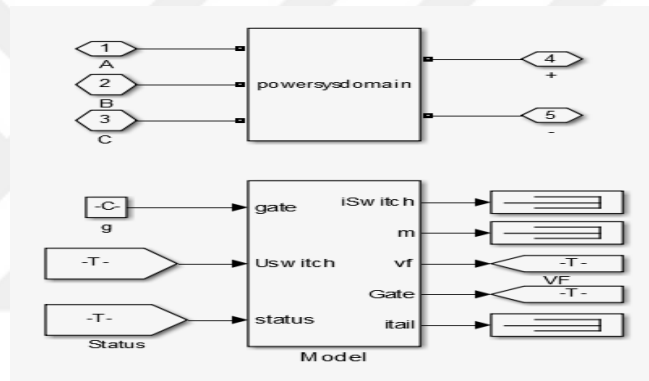 1
A
2
B
3
C
powersysdomain
4
+
5
-
-C-
g
-T-
-T-
Status
gate
Uswitch
status
iSwitch
m
vf
Gate
itail
Model
-T-
VF
-T-